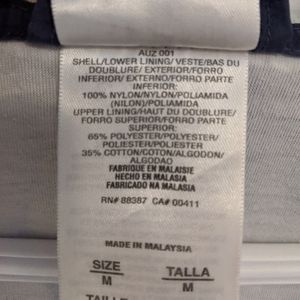 AUZ 001
SHELL/LOWER LINING/ VESTE/BAS DU
DOUBLURE/ EXTERIOR/FORRO
INFERIOR/ EXTERNO/FORRO PARTE
INFERIOR:
100% NYLON/NYLON/POLIAMIDA
(NILON)/POLIAMIDA
UPPER LINING/HAUT DU DOUBLURE/
FORRO SUPERIOR/FORRO PARTE
SUPERIOR:
65% POLYESTER/POLYESTER/
POLIESTER/POLIESTER
35% COTTON/COTON/ALGODON/
ALGODAO
FABRIQUE EN MALAISIE
HECHO EN MALASIA
FABRICADO NA MALASIA
RN# 88387 CA# 00411
MADE IN MALAYSIA
SIZE TALLA
M M